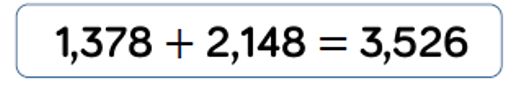 1,378 + 2,148 = 3,526